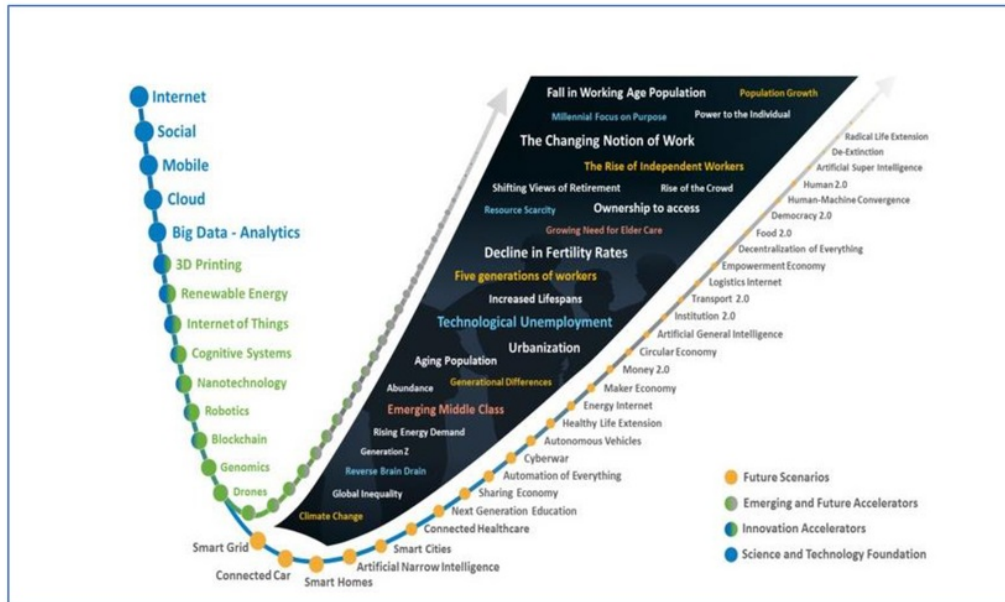 Internet
Social
Mobile
Cloud
Big Data - Analytics
3D Printing
Renewable Energy
Internet of Things
Cognitive Systems
Nanotechnology
Robotics
Blockchain
Genomics
Drones
Smart Grid
Connected Car
Smart Homes
Artificial Narrow Intelligence
Smart Cities
Connected Healthcare
Next Generation Education
Sharing Economy
Automation of Everything
Cyberwar
Autonomous Vehicles
Healthy Life Extension
Energy Internet
Maker Economy
Money 2.0
Circular Economy
Artificial General Intelligence
Institution 2.0
Transport 2.0
Logistics Internet
Empowerment Economy
Decentralization of Everything
Food 2.0
Democracy 2.0
Human-Machine Convergence
Human 2.0
Artificial Super Intelligence
De-Extinction
Radical Life Extension
Fall in Working Age Population
Population Growth
Millennial Focus on Purpose
Power to the Individual
The Changing Notion of Work
The Rise of Independent Workers
Shifting Views of Retirement
Rise of the Crowd
Resource Scarcity
Ownership to access
Growing Need for Elder Care
Decline in Fertility Rates
Five generations of workers
Increased Lifespans
Technological Unemployment
Urbanization
Aging Population
Abundance
Generational Differences
Emerging Middle Class
Rising Energy Demand
Generation Z
Reverse Brain Drain
Global Inequality
Climate Change
Future Scenarios
Emerging and Future Accelerators
Innovation Accelerators
Science and Technology Foundation